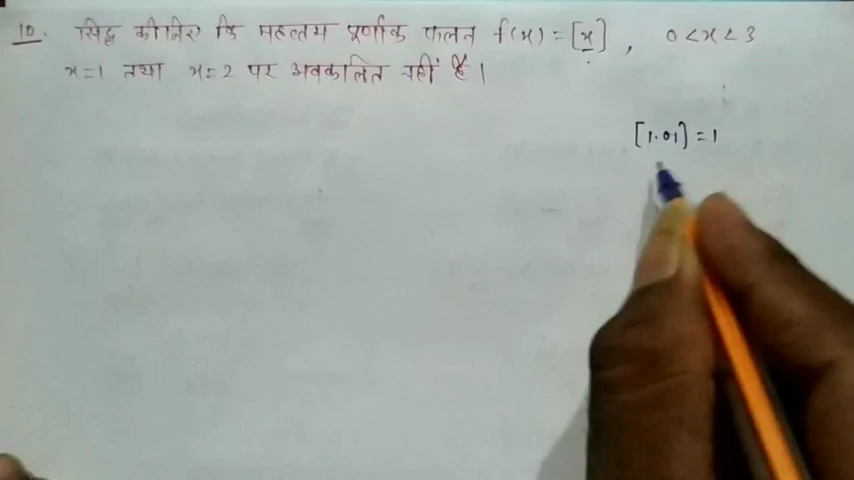 10. सिद्ध कीजिए कि महत्तम पूर्णांक फलन f(x) = [x] , 0 < x < 3
x = 1 तथा x = 2 पर अवकलित नहीं है।
[1.01] = 1